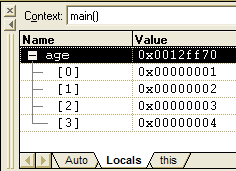 Context: main()
Name Value
age 0x0012ff70
[0] 0x00000001
[1] 0x00000002
[2] 0x00000003
[3] 0x00000004
Auto Locals this